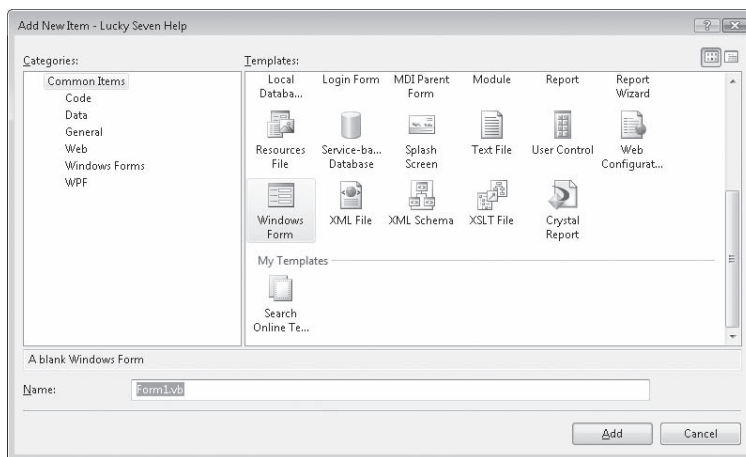 Add New Item - Lucky Seven Help
Categories:
Templates:
Common Items
Code
Data
General
Web
Windows Forms
WPF
Local Databa...
Login Form
MDI Parent Form
Module
Report
Report Wizard
Resources File
Service-ba... Database
Splash Screen
Text File
User Control
Web Configurat...
Windows Form
XML File
XML Schema
XSLT File
Crystal Report
My Templates
Search Online Te...
A blank Windows Form
Name:
Form1.vb
Add
Cancel